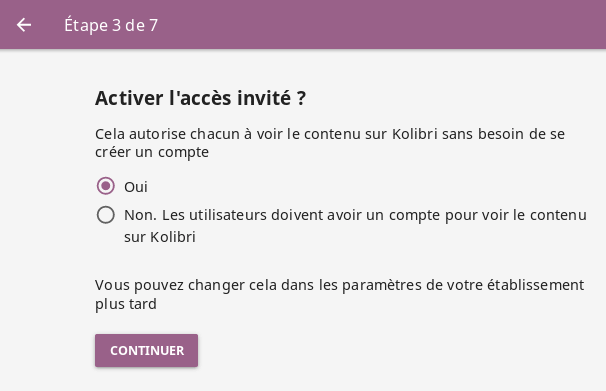 Étape 3 de 7
Activer l'accès invité ?
Cela autorise chacun à voir le contenu sur Kolibri sans besoin de se
créer un compte
Oui
Non. Les utilisateurs doivent avoir un compte pour voir le contenu
sur Kolibri
Vous pouvez changer cela dans les paramètres de votre établissement
plus tard
CONTINUER